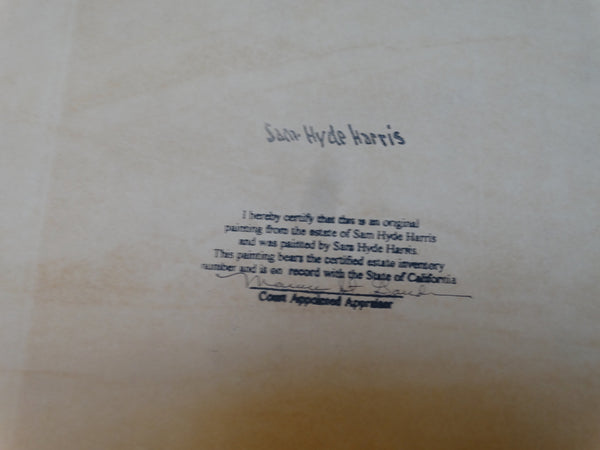 Sam Hyde Harris
I hereby certify that this is an original
painting from the estate of Sam Hyde Harris
and was painted by Sam Hyde Harris.
This painting bears the certified estate inventory
number and is on record with the State of California
Court Appointed Appraiser